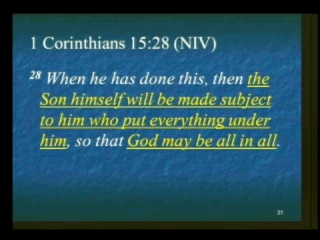 1 Corinthians 15:28 (NIV)
28 When he has done this, then the
Son himself will be made subject
to him who put everything under
him, so that God may be all in all.
31